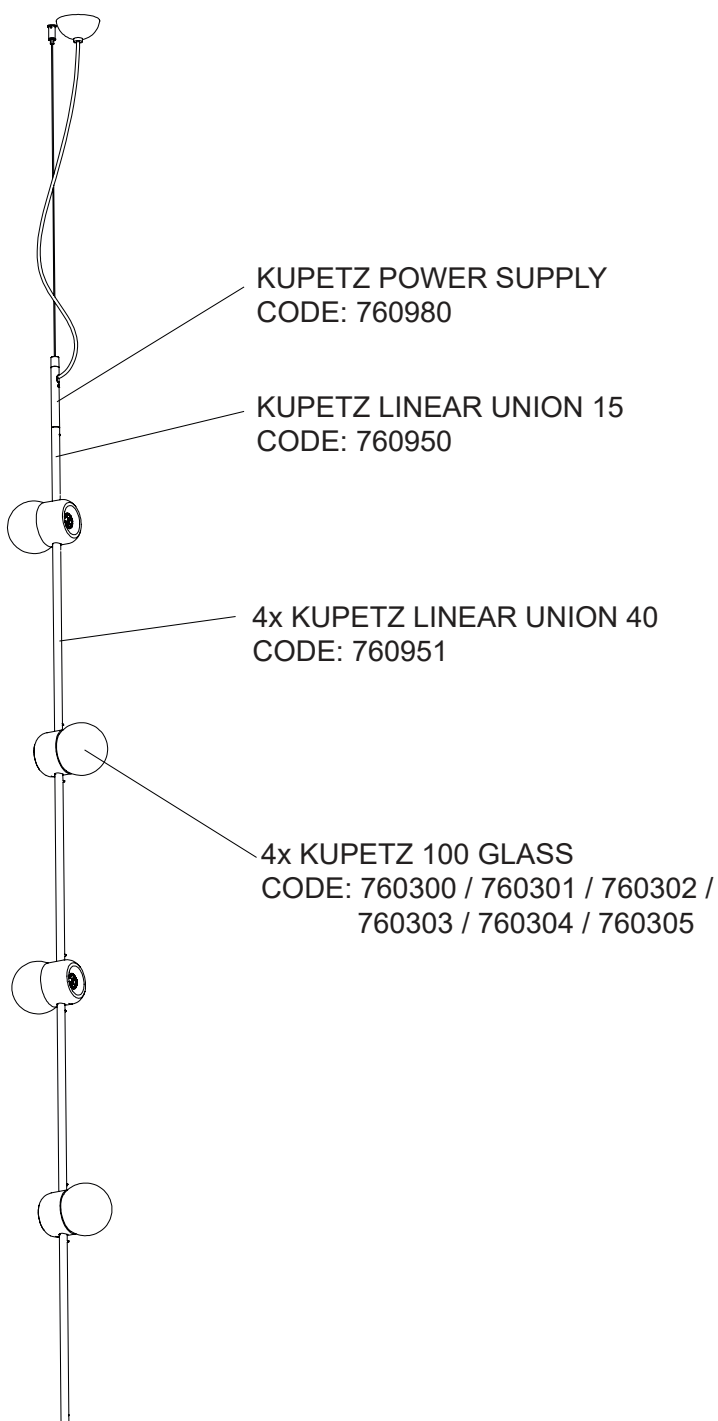 KUPETZ POWER SUPPLY
CODE: 760980
KUPETZ LINEAR UNION 15
CODE: 760950
4x KUPETZ LINEAR UNION 40
CODE: 760951
4x KUPETZ 100 GLASS
CODE: 760300 / 760301 / 760302 /
760303 / 760304 / 760305